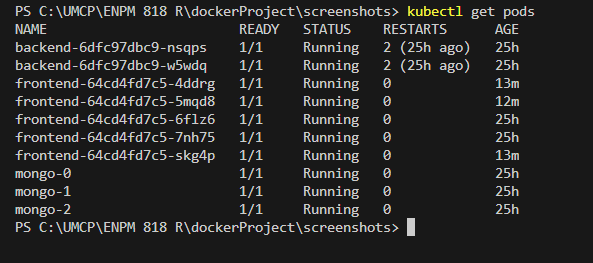 PS C:\UMCP\ENPM 818 R\dockerProject\screenshots> kubectl get pods
NAME READY STATUS RESTARTS AGE
backend-6dfc97dbc9-nsqps 1/1 Running 2 (25h ago) 25h
backend-6dfc97dbc9-w5wdq 1/1 Running 2 (25h ago) 25h
frontend-64cd4fd7c5-4ddrg 1/1 Running 0 13m
frontend-64cd4fd7c5-5mqd8 1/1 Running 0 12m
frontend-64cd4fd7c5-6flz6 1/1 Running 0 25h
frontend-64cd4fd7c5-7nh75 1/1 Running 0 25h
frontend-64cd4fd7c5-skg4p 1/1 Running 0 13m
mongo-0 1/1 Running 0 25h
mongo-1 1/1 Running 0 25h
mongo-2 1/1 Running 0 25h
PS C:\UMCP\ENPM 818 R\dockerProject\screenshots>